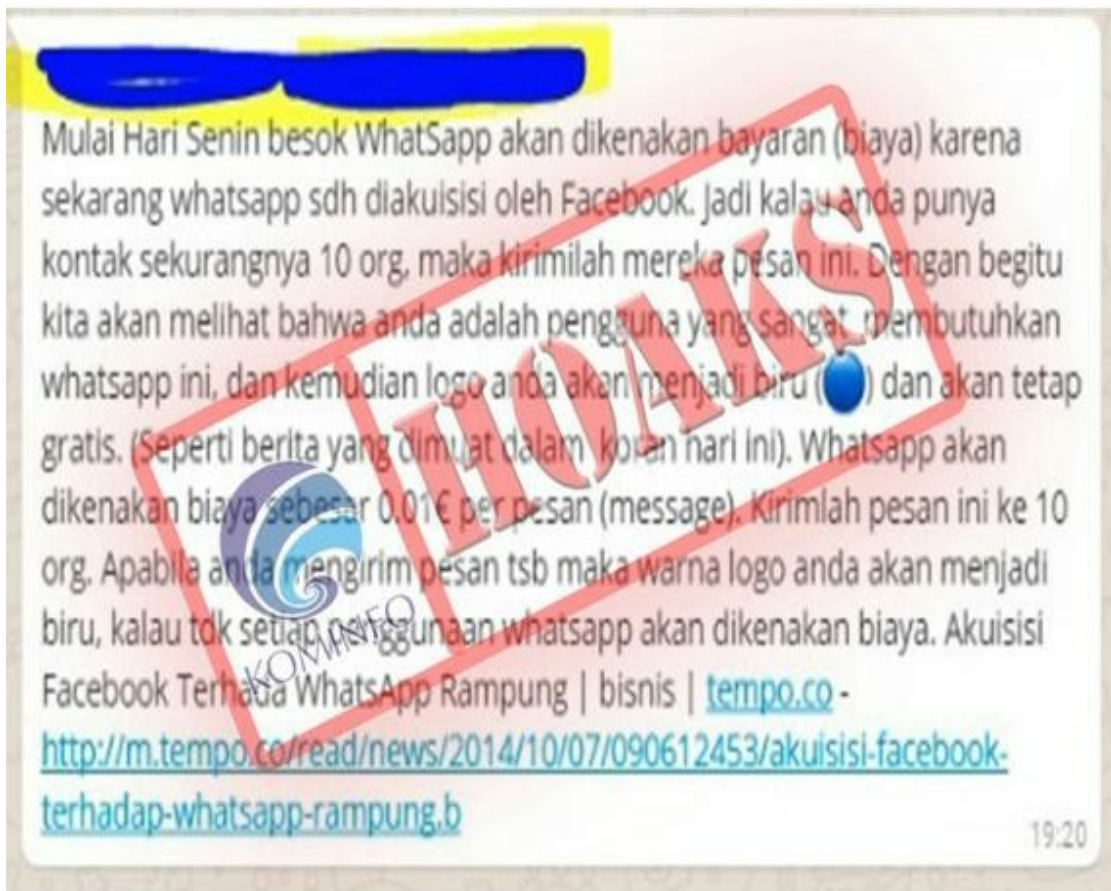 Mulai Hari Senin besok WhatSapp akan dikenakan bayaran (biaya) karena
sekarang whatsapp sdh diakuisisi oleh Facebook. Jadi kalau anda punya
kontak sekurangnya 10 org, maka kirimilah mereka pesan ini. Dengan begitu
kita akan melihat bahwa anda adalah pengguna yang sangat membutuhkan
whatsapp ini, dan kemudian logo anda akan menjadi biru (🔵) dan akan tetap
gratis. (Seperti berita yang dimuat dalam koran hari ini). Whatsapp akan
dikenakan biaya sebesar 0.01€ per pesan (message). Kirimlah pesan ini ke 10
org. Apabila anda mengirim pesan tsb maka warna logo anda akan menjadi
biru, kalau tdk setiap penggunaan whatsapp akan dikenakan biaya. Akuisisi
Facebook Terhada WhatsApp Rampung | bisnis | tempo.co -
http://m.tempo.co/read/news/2014/10/07/090612453/akuisisi-facebook-
terhadap-whatsapp-rampung.b
19:20
HOAKS
KOMINFO